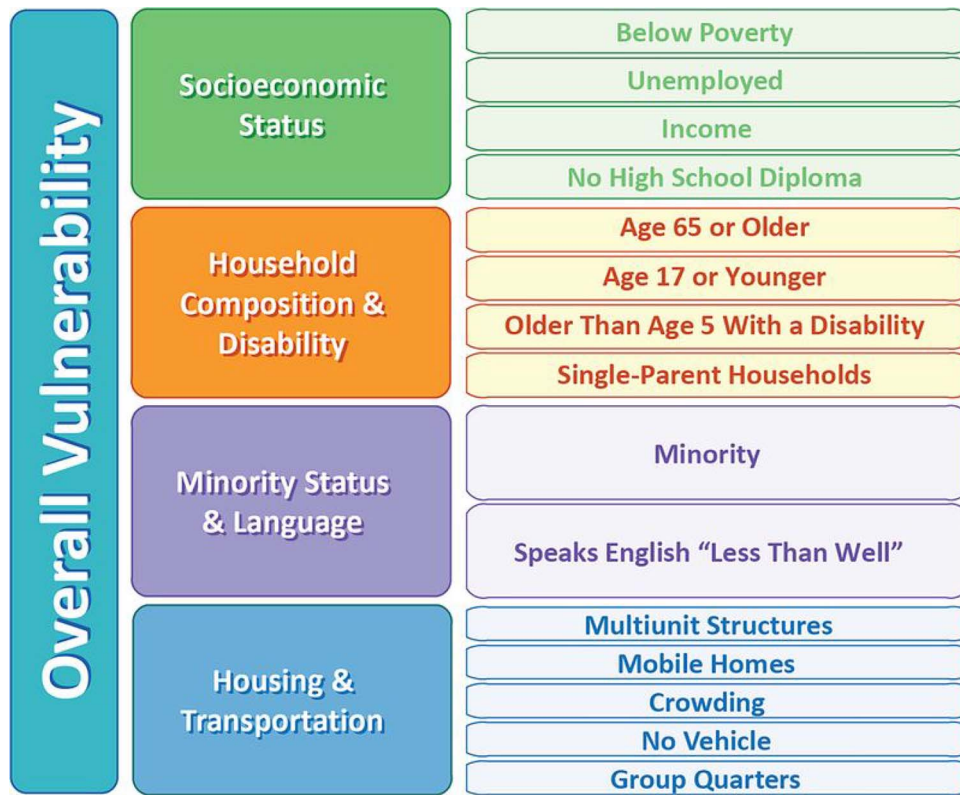 Overall Vulnerability
Socioeconomic
Status
Below Poverty
Unemployed
Income
No High School Diploma
Household
Composition &
Disability
Age 65 or Older
Age 17 or Younger
Older Than Age 5 With a Disability
Single-Parent Households
Minority Status
& Language
Minority
Speaks English “Less Than Well”
Housing &
Transportation
Multiunit Structures
Mobile Homes
Crowding
No Vehicle
Group Quarters